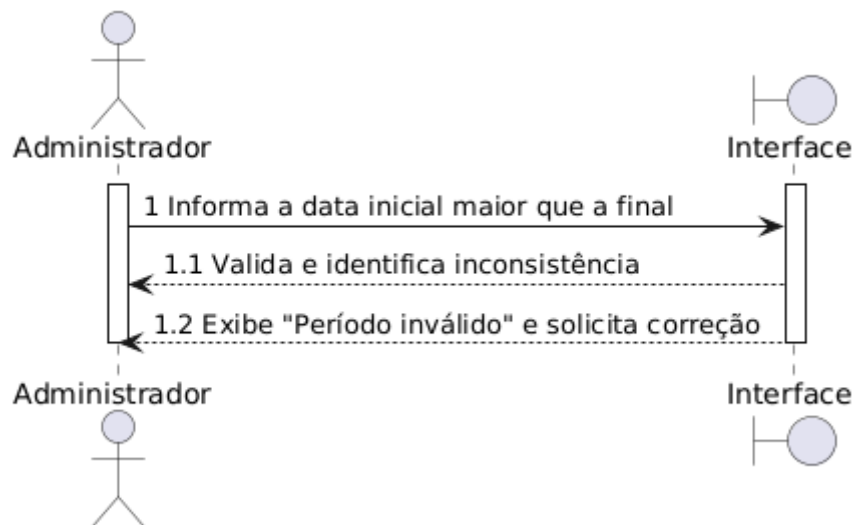 Administrador
Interface
1 Informa a data inicial maior que a final
1.1 Valida e identifica inconsistência
1.2 Exibe "Período inválido" e solicita correção
Administrador
Interface